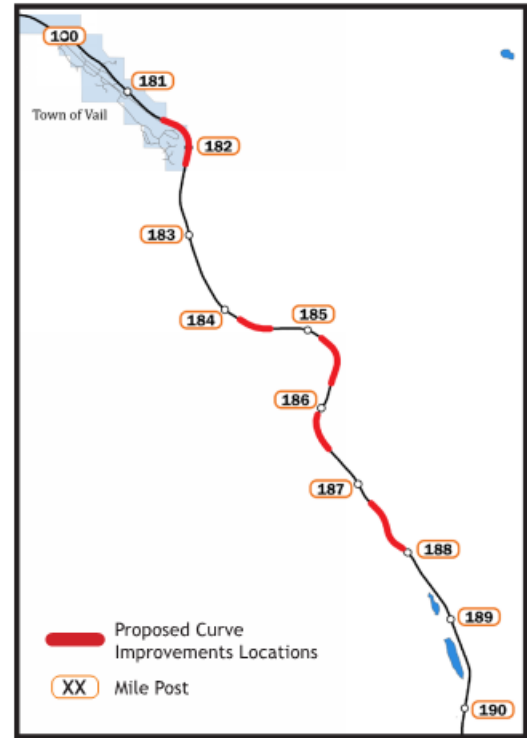 100
181
Town of Vail
182
183
184
185
186
187
188
189
190
Proposed Curve
Improvements Locations
XX Mile Post